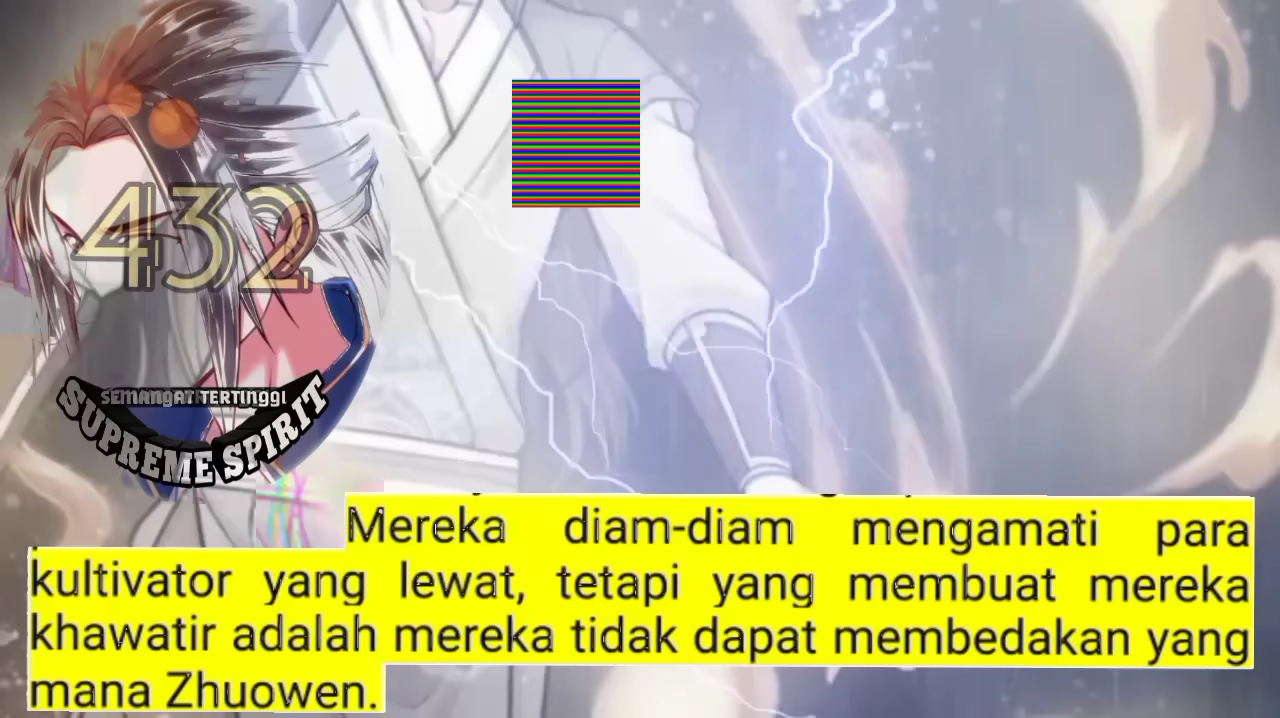 432
SEMANGAT TERTINGGI
SUPREME SPIRIT
Mereka diam-diam mengamati para
kultivator yang lewat, tetapi yang membuat mereka
khawatir adalah mereka tidak dapat membedakan yang
mana Zhuowen.